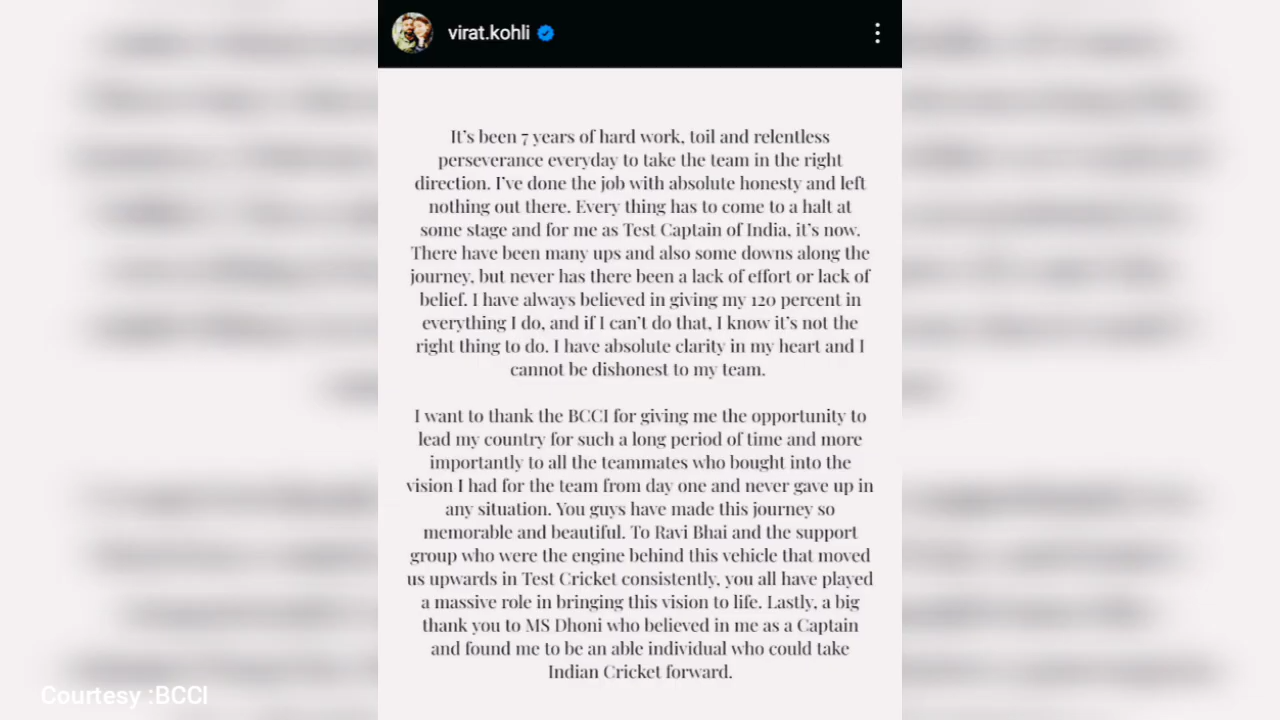 virat.kohli
It's been 7 years of hard work, toil and relentless
perseverance everyday to take the team in the right
direction. I've done the job with absolute honesty and left
nothing out there. Every thing has to come to a halt at
some stage and for me as Test Captain of India, it's now.
There have been many ups and also some downs along the
journey, but never has there been a lack of effort or lack of
belief. I have always believed in giving my 120 percent in
everything I do, and if I can't do that, I know it's not the
right thing to do. I have absolute clarity in my heart and I
cannot be dishonest to my team.
I want to thank the BCCI for giving me the opportunity to
lead my country for such a long period of time and more
importantly to all the teammates who bought into the
vision I had for the team from day one and never gave up in
any situation. You guys have made this journey so
memorable and beautiful. To Ravi Bhai and the support
group who were the engine behind this vehicle that moved
us upwards in Test Cricket consistently, you all have played
a massive role in bringing this vision to life. Lastly, a big
thank you to MS Dhoni who believed in me as a Captain
and found me to be an able individual who could take
Indian Cricket forward.
Courtesy :BCCI